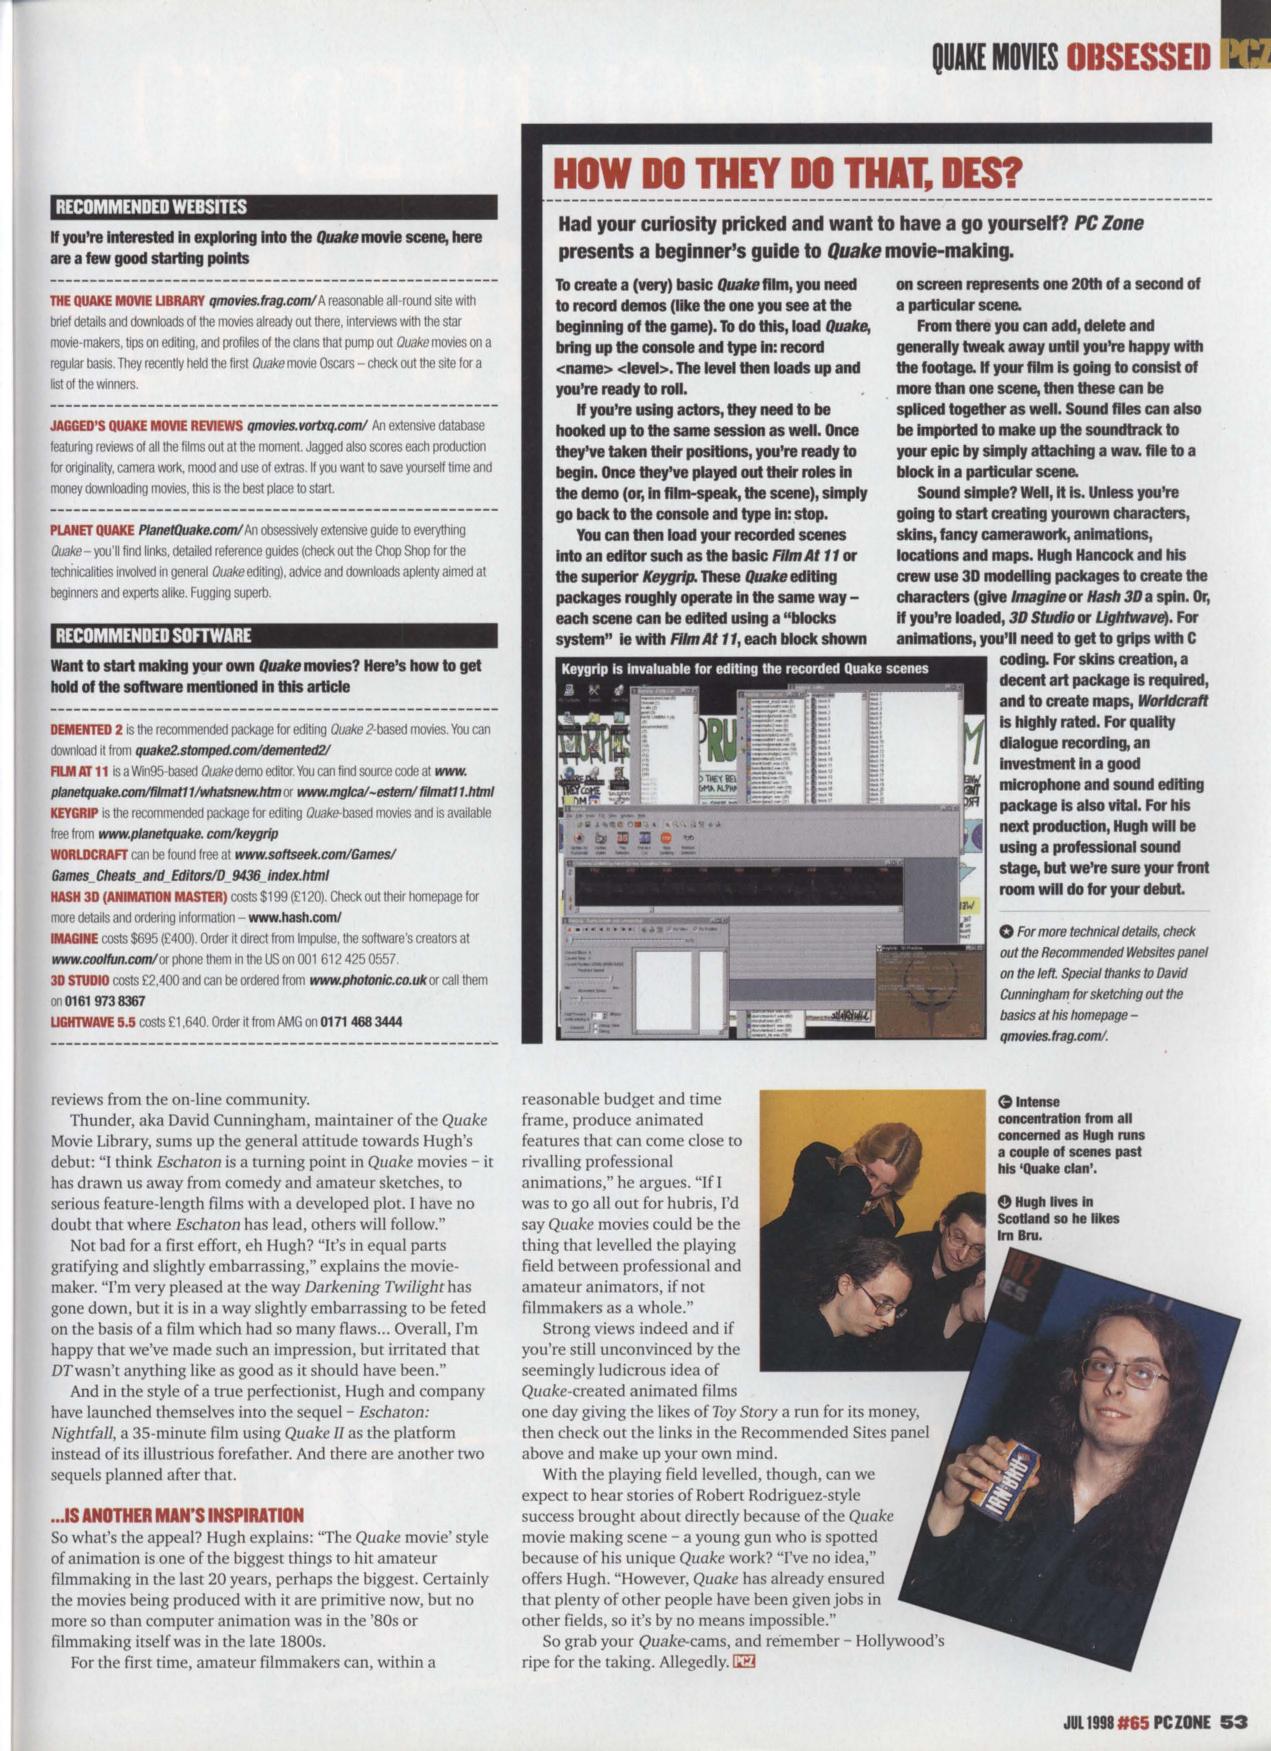 QUAKE MOVIES OBSESSED PCZ
RECOMMENDED WEBSITES
If you're interested in exploring into the Quake movie scene, here
are a few good starting points
THE QUAKE MOVIE LIBRARY qmovies.frag.com/ A reasonable all-round site with
brief details and downloads of the movies already out there, interviews with the star
movie-makers, tips on editing, and profiles of the clans that pump out Quake movies on a
regular basis. They recently held the first Quake movie Oscars – check out the site for a
list of the winners.
JAGGED'S QUAKE MOVIE REVIEWS qmovies.vortxq.com/ An extensive database
featuring reviews of all the films out at the moment. Jagged also scores each production
for originality, camera work, mood and use of extras. If you want to save yourself time and
money downloading movies, this is the best place to start.
PLANET QUAKE PlanetQuake.com/ An obsessively extensive guide to everything
Quake – you'll find links, detailed reference guides (check out the Chop Shop for the
technicalities involved in general Quake editing), advice and downloads aplenty aimed at
beginners and experts alike. Fugging superb.
RECOMMENDED SOFTWARE
Want to start making your own Quake movies? Here's how to get
hold of the software mentioned in this article
DEMENTED 2 is the recommended package for editing Quake 2-based movies. You can
download it from quake2.stomped.com/demented2/
FILM AT 11 is a Win95-based Quake demo editor. You can find source code at www.
planetquake.com/filmat11/whatsnew.htm or www.mglca/~estern/ filmat11.html
KEYGRIP is the recommended package for editing Quake-based movies and is available
free from www.planetquake. com/keygrip
WORLDCRAFT can be found free at www.softseek.com/Games/
Games_Cheats_and_Editors/D_9436_index.html
HASH 3D (ANIMATION MASTER) costs $199 (£120). Check out their homepage for
more details and ordering information – www.hash.com/
IMAGINE costs $695 (£400). Order it direct from Impulse, the software's creators at
www.coolfun.com/ or phone them in the US on 001 612 425 0557.
3D STUDIO costs £2,400 and can be ordered from www.photonic.co.uk or call them
on 0161 973 8367
LIGHTWAVE 5.5 costs £1,640. Order it from AMG on 0171 468 3444
HOW DO THEY DO THAT, DES?
Had your curiosity pricked and want to have a go yourself? PC Zone
presents a beginner's guide to Quake movie-making.
To create a (very) basic Quake film, you need
to record demos (like the one you see at the
beginning of the game). To do this, load Quake,
bring up the console and type in: record
<name> <level>. The level then loads up and
you're ready to roll.
If you're using actors, they need to be
hooked up to the same session as well. Once
they've taken their positions, you're ready to
begin. Once they've played out their roles in
the demo (or, in film-speak, the scene), simply
go back to the console and type in: stop.
You can then load your recorded scenes
into an editor such as the basic Film At 11 or
the superior Keygrip. These Quake editing
packages roughly operate in the same way –
each scene can be edited using a "blocks
system" ie with Film At 11, each block shown
on screen represents one 20th of a second of
a particular scene.
From there you can add, delete and
generally tweak away until you're happy with
the footage. If your film is going to consist of
more than one scene, then these can be
spliced together as well. Sound files can also
be imported to make up the soundtrack to
your epic by simply attaching a wav. file to a
block in a particular scene.
Sound simple? Well, it is. Unless you're
going to start creating yourown characters,
skins, fancy camerawork, animations,
locations and maps. Hugh Hancock and his
crew use 3D modelling packages to create the
characters (give Imagine or Hash 3D a spin. Or,
if you're loaded, 3D Studio or Lightwave). For
animations, you'll need to get to grips with C
coding. For skins creation, a
decent art package is required,
and to create maps, Worldcraft
is highly rated. For quality
dialogue recording, an
investment in a good
microphone and sound editing
package is also vital. For his
next production, Hugh will be
using a professional sound
stage, but we're sure your front
room will do for your debut.
Keygrip is invaluable for editing the recorded Quake scenes
For more technical details, check
out the Recommended Websites panel
on the left. Special thanks to David
Cunningham for sketching out the
basics at his homepage –
qmovies.frag.com/.
reviews from the on-line community.
Thunder, aka David Cunningham, maintainer of the Quake
Movie Library, sums up the general attitude towards Hugh's
debut: "I think Eschaton is a turning point in Quake movies – it
has drawn us away from comedy and amateur sketches, to
serious feature-length films with a developed plot. I have no
doubt that where Eschaton has lead, others will follow."
Not bad for a first effort, eh Hugh? "It's in equal parts
gratifying and slightly embarrassing," explains the movie-
maker. "I'm very pleased at the way Darkening Twilight has
gone down, but it is in a way slightly embarrassing to be feted
on the basis of a film which had so many flaws... Overall, I'm
happy that we've made such an impression, but irritated that
DT wasn't anything like as good as it should have been."
And in the style of a true perfectionist, Hugh and company
have launched themselves into the sequel – Eschaton:
Nightfall, a 35-minute film using Quake II as the platform
instead of its illustrious forefather. And there are another two
sequels planned after that.
...IS ANOTHER MAN'S INSPIRATION
So what's the appeal? Hugh explains: "The Quake movie' style
of animation is one of the biggest things to hit amateur
filmmaking in the last 20 years, perhaps the biggest. Certainly
the movies being produced with it are primitive now, but no
more so than computer animation was in the '80s or
filmmaking itself was in the late 1800s.
For the first time, amateur filmmakers can, within a
reasonable budget and time
frame, produce animated
features that can come close to
rivalling professional
animations," he argues. "If I
was to go all out for hubris, I'd
say Quake movies could be the
thing that levelled the playing
field between professional and
amateur animators, if not
filmmakers as a whole."
Strong views indeed and if
you're still unconvinced by the
seemingly ludicrous idea of
Quake-created animated films
one day giving the likes of Toy Story a run for its money,
then check out the links in the Recommended Sites panel
above and make up your own mind.
With the playing field levelled, though, can we
expect to hear stories of Robert Rodriguez-style
success brought about directly because of the Quake
movie making scene – a young gun who is spotted
because of his unique Quake work? "I've no idea,"
offers Hugh. "However, Quake has already ensured
that plenty of other people have been given jobs in
other fields, so it's by no means impossible."
So grab your Quake-cams, and remember – Hollywood's
ripe for the taking. Allegedly. PCZ
Intense
concentration from all
concerned as Hugh runs
a couple of scenes past
his 'Quake clan'.
Hugh lives in
Scotland so he likes
Irn Bru.
IRN-BRU
JUL 1998 #65 PC ZONE 53